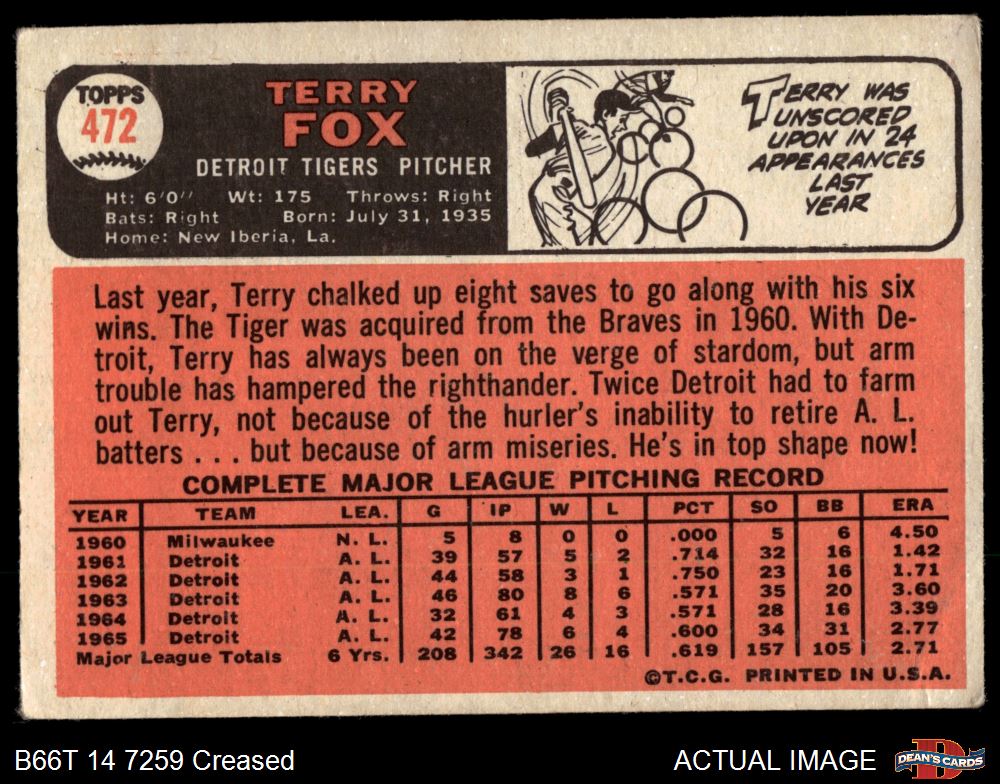 TOPPS
472
TERRY
FOX
DETROIT TIGERS PITCHER
Ht: 6'0" Wt: 175 Throws: Right
Bats: Right Born: July 31, 1935
Home: New Iberia, La.
TERRY WAS
UNSCORED
UPON IN 24
APPEARANCES
LAST
YEAR
Last year, Terry chalked up eight saves to go along with his six
wins. The Tiger was acquired from the Braves in 1960. With De-
troit, Terry has always been on the verge of stardom, but arm
trouble has hampered the righthander. Twice Detroit had to farm
out Terry, not because of the hurler's inability to retire A. L.
batters . . . but because of arm miseries. He's in top shape now!
COMPLETE MAJOR LEAGUE PITCHING RECORD
YEAR TEAM LEA. G IP W L PCT SO BB ERA
1960 Milwaukee N. L. 5 8 0 0 .000 5 6 4.50
1961 Detroit A. L. 39 57 5 2 .714 32 16 1.42
1962 Detroit A. L. 44 58 3 1 .750 23 16 1.71
1963 Detroit A. L. 46 80 8 6 .571 35 20 3.60
1964 Detroit A. L. 32 61 4 3 .571 28 16 3.39
1965 Detroit A. L. 42 78 6 4 .600 34 31 2.77
Major League Totals 6 Yrs. 208 342 26 16 .619 157 105 2.71
©T.C.G. PRINTED IN U.S.A.
B66T 14 7259 Creased
ACTUAL IMAGE
DEAN'S CARDS